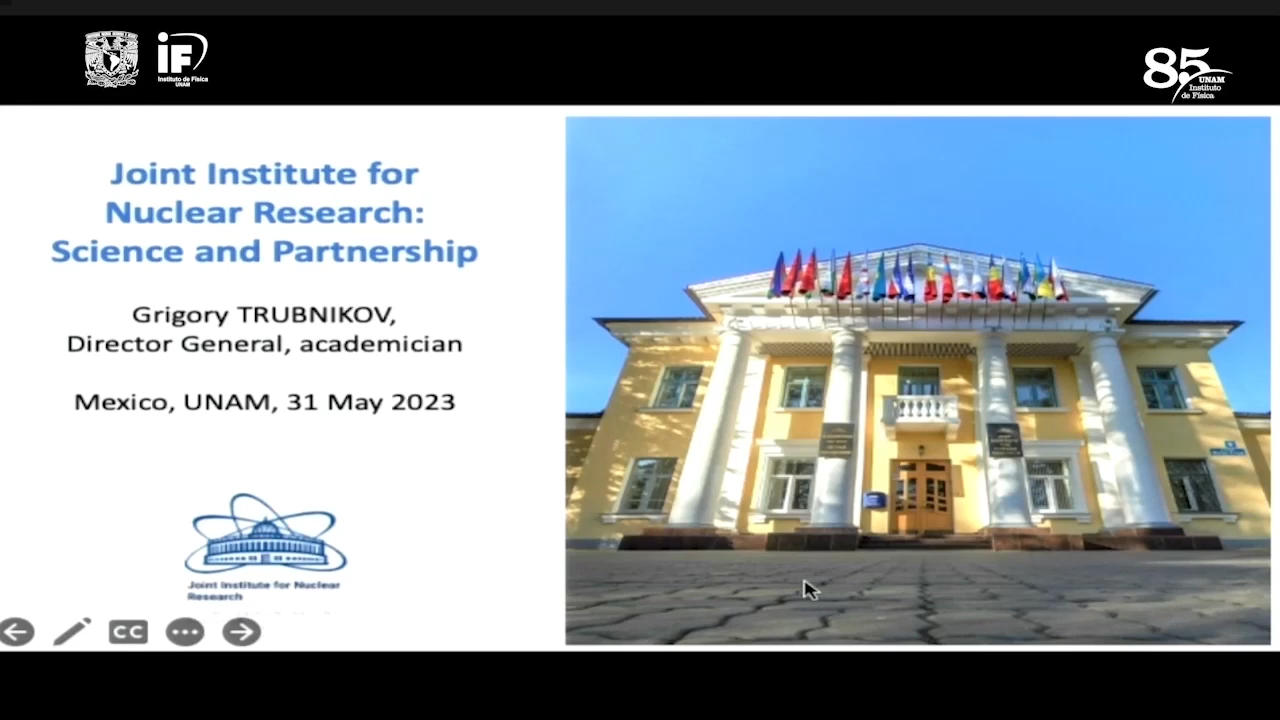 iF
Instituto de Física
UNAM
85
UNAM
Instituto
de Física
Joint Institute for
Nuclear Research:
Science and Partnership
Grigory TRUBNIKOV,
Director General, academician
Mexico, UNAM, 31 May 2023
Joint Institute for Nuclear
Research
CC